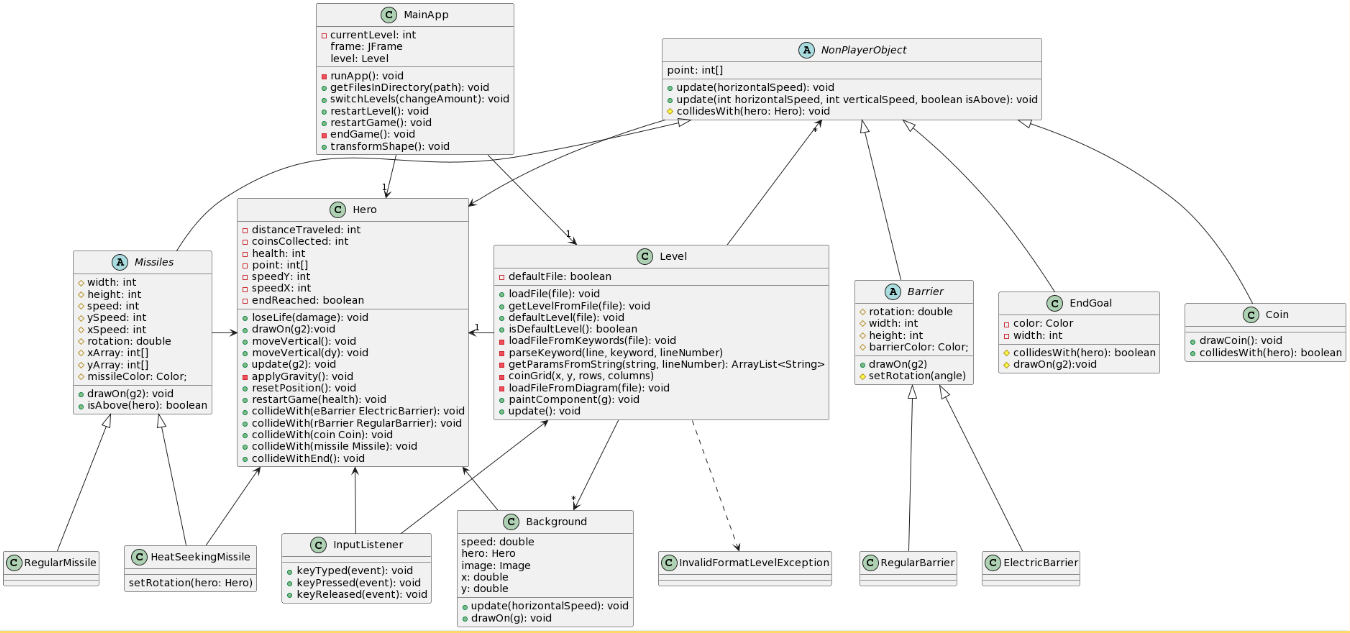 C MainApp
currentLevel: int
frame: JFrame
level: Level
runApp(): void
getFilesInDirectory(path): void
switchLevels(changeAmount): void
restartLevel(): void
restartGame(): void
endGame(): void
transformShape(): void
A NonPlayerObject
point: int[]
update(horizontalSpeed): void
update(int horizontalSpeed, int verticalSpeed, boolean isAbove): void
collidesWith(hero: Hero): void
*
1
1
1
C Hero
distanceTraveled: int
coinsCollected: int
health: int
point: int[]
speedY: int
speedX: int
endReached: boolean
loseLife(damage): void
drawOn(g2):void
moveVertical(): void
moveVertical(dy): void
update(g2): void
applyGravity(): void
resetPosition(): void
restartGame(health): void
collideWith(eBarrier ElectricBarrier): void
collideWith(rBarrier RegularBarrier): void
collideWith(coin Coin): void
collideWith(missile Missile): void
collideWithEnd(): void
C Level
defaultFile: boolean
loadFile(file): void
getLevelFromFile(file): void
defaultLevel(file): void
isDefaultLevel(): boolean
loadFileFromKeywords(file): void
parseKeyword(line, keyword, lineNumber)
getParamsFromString(string, lineNumber): ArrayList<String>
coinGrid(x, y, rows, columns)
loadFileFromDiagram(file): void
paintComponent(g): void
update(): void
A Missiles
width: int
height: int
speed: int
ySpeed: int
xSpeed: int
rotation: double
xArray: int[]
yArray: int[]
missileColor: Color;
drawOn(g2): void
isAbove(hero): boolean
A Barrier
rotation: double
width: int
height: int
barrierColor: Color;
drawOn(g2)
setRotation(angle)
C EndGoal
color: Color
width: int
collidesWith(hero): boolean
drawOn(g2):void
C Coin
drawCoin(): void
collidesWith(hero): boolean
*
C RegularMissile
C HeatSeekingMissile
setRotation(hero: Hero)
C InputListener
keyTyped(event): void
keyPressed(event): void
keyReleased(event): void
C Background
speed: double
hero: Hero
image: Image
x: double
y: double
update(horizontalSpeed): void
drawOn(g): void
C InvalidFormatLevelException
C RegularBarrier
C ElectricBarrier